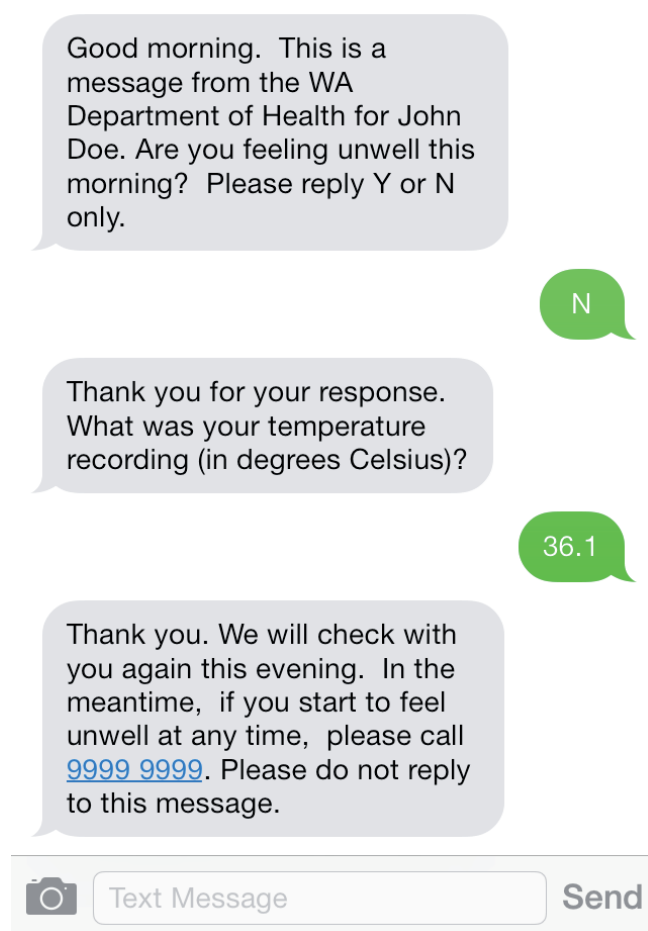 Good morning.  This is a
message from the WA
Department of Health for John
Doe. Are you feeling unwell this
morning?  Please reply Y or N
only.
N
Thank you for your response.
What was your temperature
recording (in degrees Celsius)?
36.1
Thank you. We will check with
you again this evening.  In the
meantime,  if you start to feel
unwell at any time,  please call
9999 9999. Please do not reply
to this message.
Text Message
Send